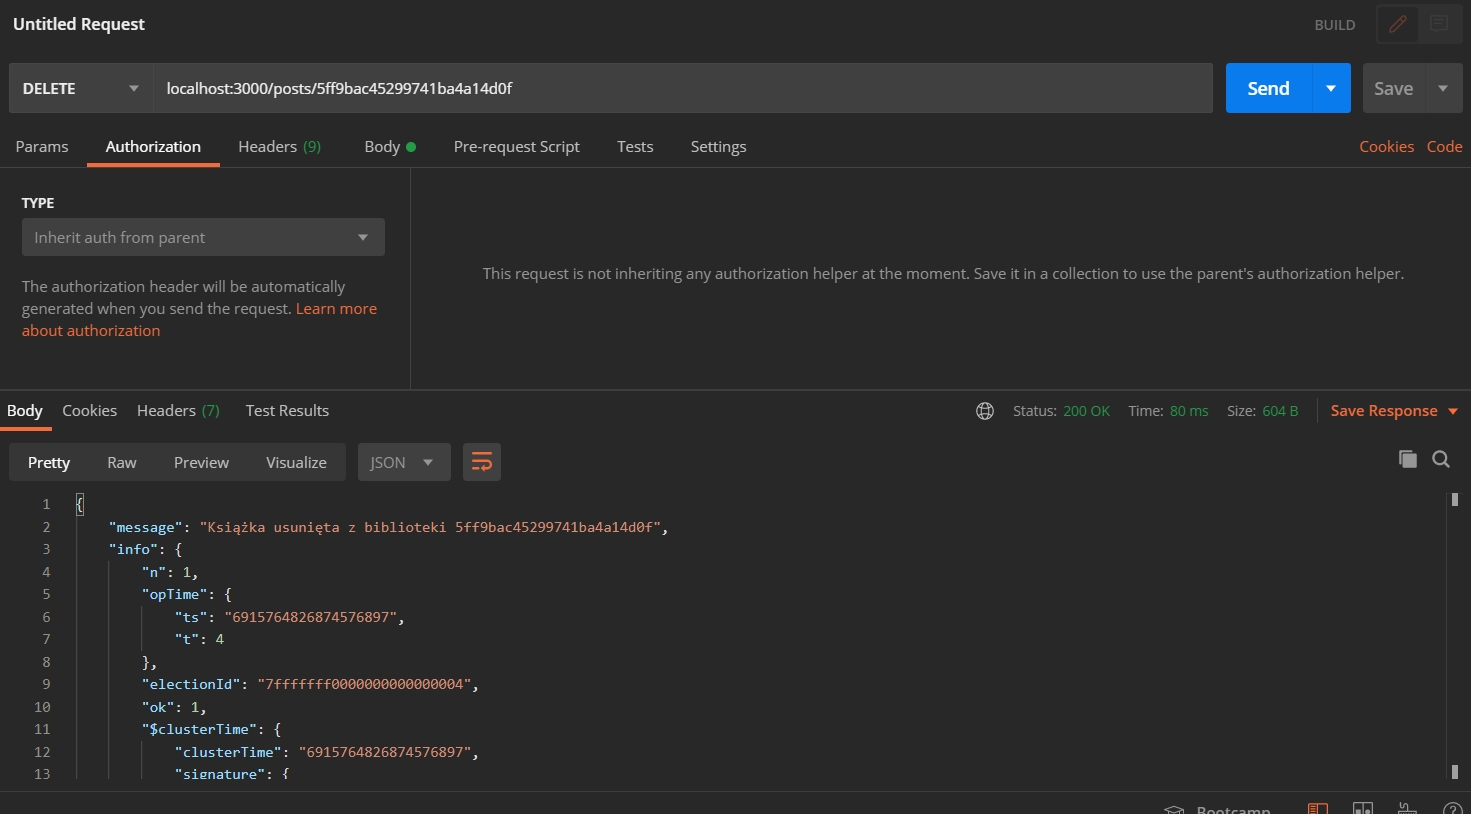 Untitled Request
BUILD
DELETE
localhost:3000/posts/5ff9bac45299741ba4a14d0f
Send
Save
Params
Authorization
Headers (9)
Body
Pre-request Script
Tests
Settings
Cookies
Code
TYPE
Inherit auth from parent
The authorization header will be automatically
generated when you send the request. Learn more
about authorization
This request is not inheriting any authorization helper at the moment. Save it in a collection to use the parent's authorization helper.
Body
Cookies
Headers (7)
Test Results
Status: 200 OK
Time: 80 ms
Size: 604 B
Save Response
Pretty
Raw
Preview
Visualize
JSON
1 {
2 "message": "Książka usunięta z biblioteki 5ff9bac45299741ba4a14d0f",
3 "info": {
4 "n": 1,
5 "opTime": {
6 "ts": "6915764826874576897",
7 "t": 4
8 },
9 "electionId": "7fffffff0000000000000004",
10 "ok": 1,
11 "$clusterTime": {
12 "clusterTime": "6915764826874576897",
13 "signature": {
Bootcamp